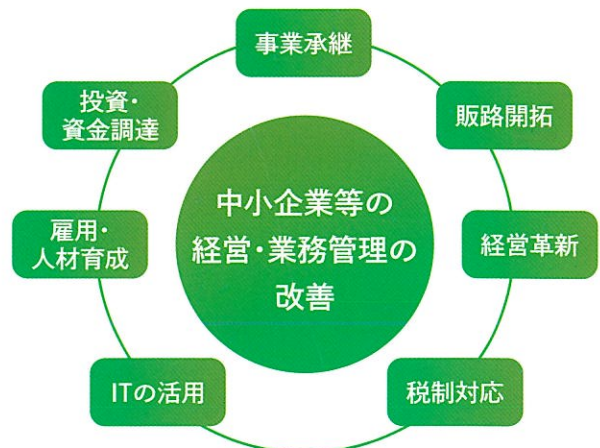 事業承継
販路開拓
経営革新
税制対応
ITの活用
雇用・
人材育成
投資・
資金調達
中小企業等の
経営・業務管理の
改善